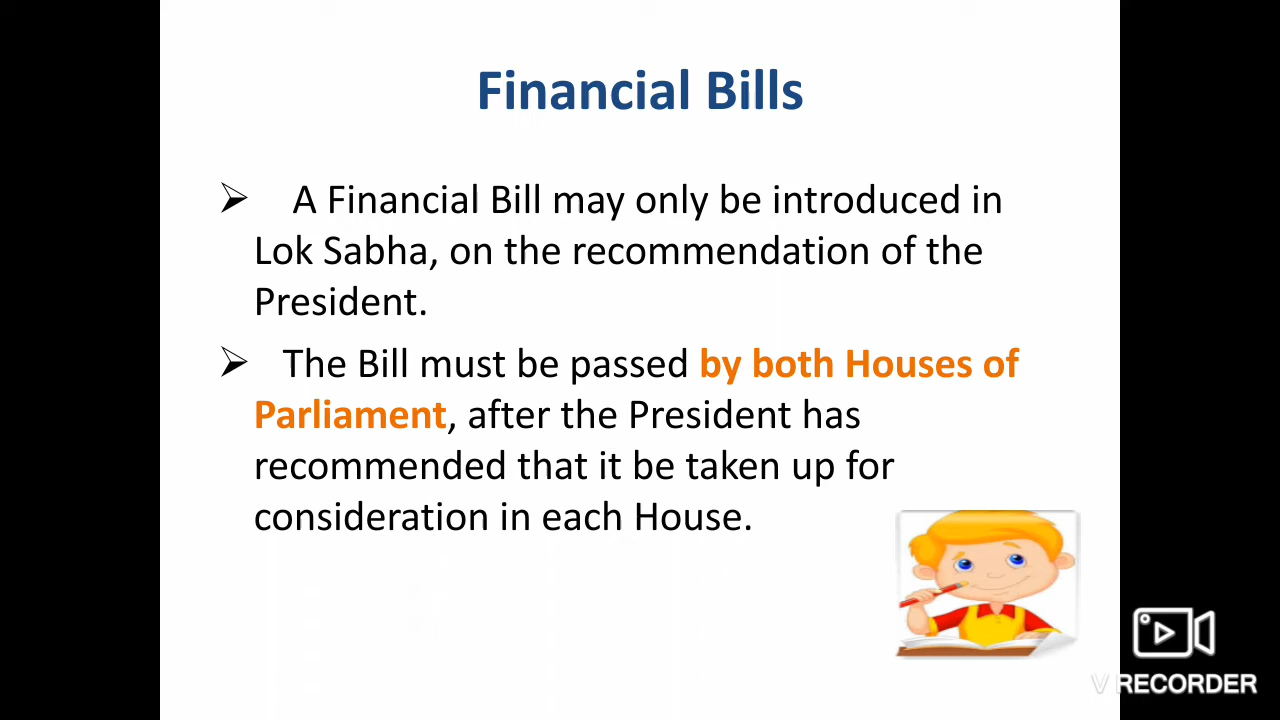 Financial Bills
➢ A Financial Bill may only be introduced in
Lok Sabha, on the recommendation of the
President.
➢ The Bill must be passed by both Houses of
Parliament, after the President has
recommended that it be taken up for
consideration in each House.
V RECORDER